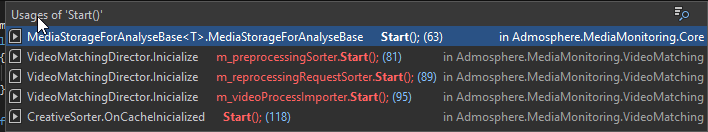 Usages of 'Start()'
MediaStorageForAnalyseBase<T>.MediaStorageForAnalyseBase Start(); (63) in Admosphere.MediaMonitoring.Core
VideoMatchingDirector.Inicialize m_preprocessingSorter.Start(); (81) in Admosphere.MediaMonitoring.VideoMatching
VideoMatchingDirector.Inicialize m_reprocessingRequestSorter.Start(); (89) in Admosphere.MediaMonitoring.VideoMatching
VideoMatchingDirector.Inicialize m_videoProcessImporter.Start(); (95) in Admosphere.MediaMonitoring.VideoMatching
CreativeSorter.OnCacheInicialized Start(); (118) in Admosphere.MediaMonitoring.VideoMatching